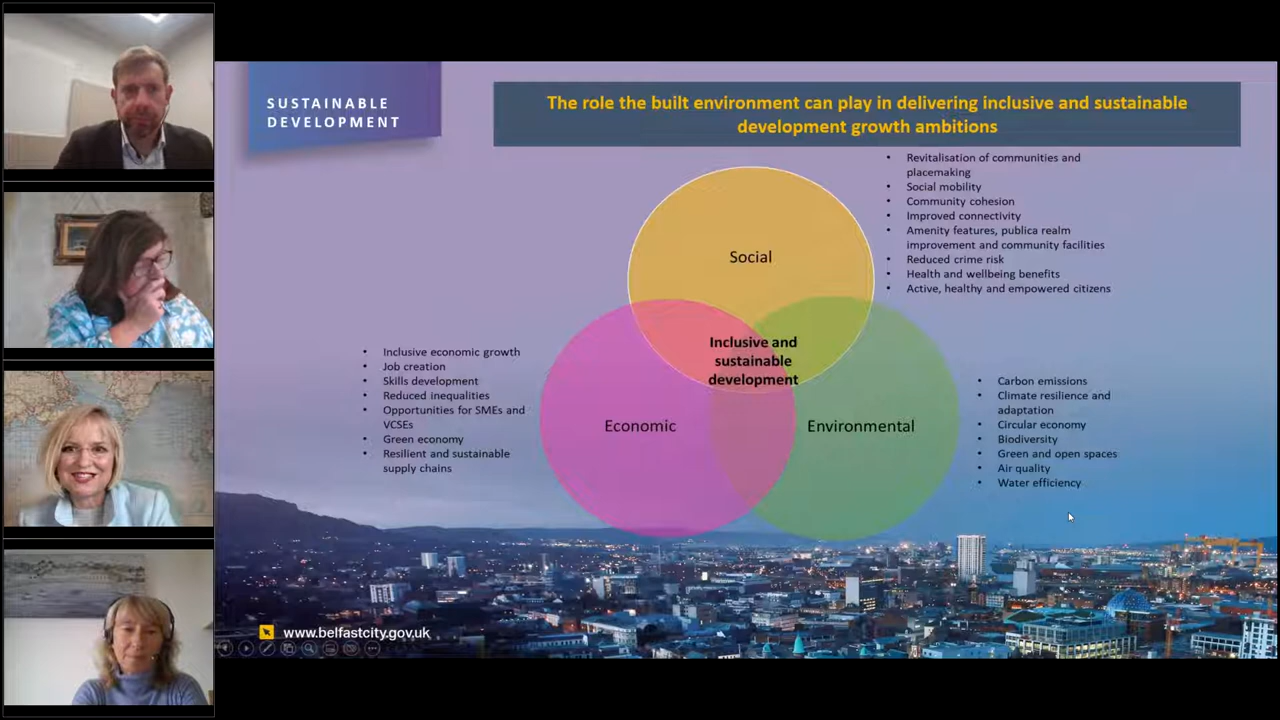 SUSTAINABLE
DEVELOPMENT
The role the built environment can play in delivering inclusive and sustainable
development growth ambitions
• Revitalisation of communities and
placemaking
• Social mobility
• Community cohesion
• Improved connectivity
• Amenity features, publica realm
improvement and community facilities
• Reduced crime risk
• Health and wellbeing benefits
• Active, healthy and empowered citizens
Social
Inclusive and
sustainable
development
• Inclusive economic growth
• Job creation
• Skills development
• Reduced inequalities
• Opportunities for SMEs and
VCSEs
• Green economy
• Resilient and sustainable
supply chains
Economic
Environmental
• Carbon emissions
• Climate resilience and
adaptation
• Circular economy
• Biodiversity
• Green and open spaces
• Air quality
• Water efficiency
www.belfastcity.gov.uk